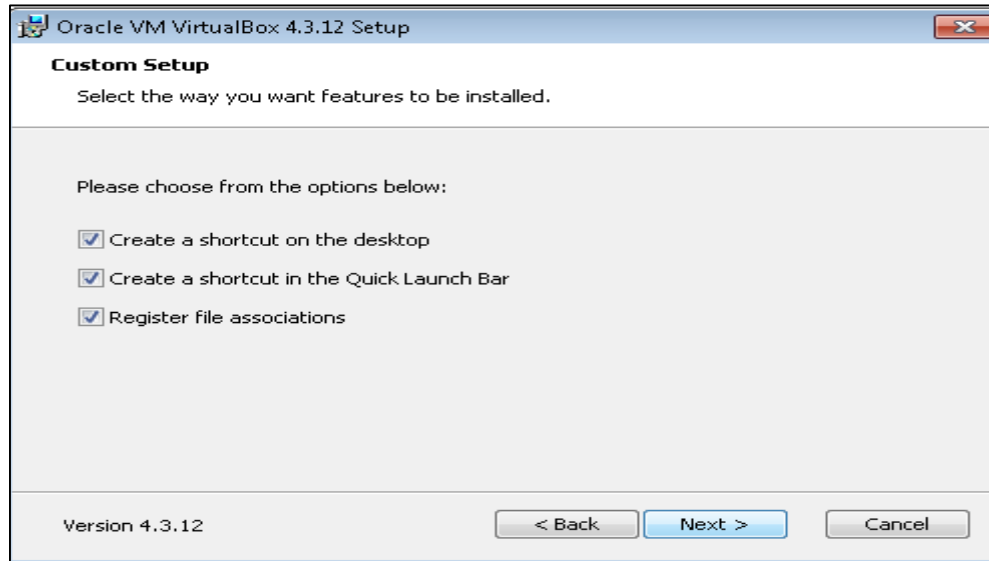 Oracle VM VirtualBox 4.3.12 Setup
Custom Setup
Select the way you want features to be installed.
Please choose from the options below:
Create a shortcut on the desktop
Create a shortcut in the Quick Launch Bar
Register file associations
Version 4.3.12
< Back
Next >
Cancel